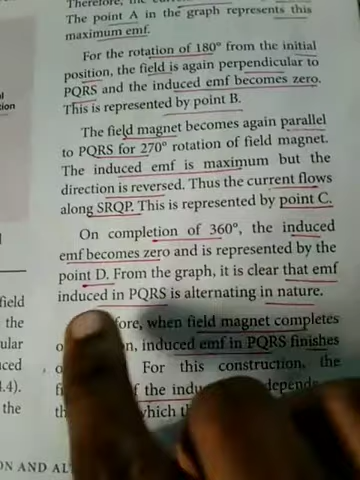 Therefore, the
The point A in the graph represents this
maximum emf.
For the rotation of 180° from the initial
position, the field is again perpendicular to
PQRS and the induced emf becomes zero.
This is represented by point B.
The field magnet becomes again parallel
to PQRS for 270° rotation of field magnet.
The induced emf is maximum but the
direction is reversed. Thus the current flows
along SRQP. This is represented by point C.
On completion of 360°, the induced
emf becomes zero and is represented by the
point D. From the graph, it is clear that emf
induced in PQRS is alternating in nature.
when field magnet completes
induced emf in PQRS finishes
For this construction, the
of the depends
which
field
the
the
ON AND